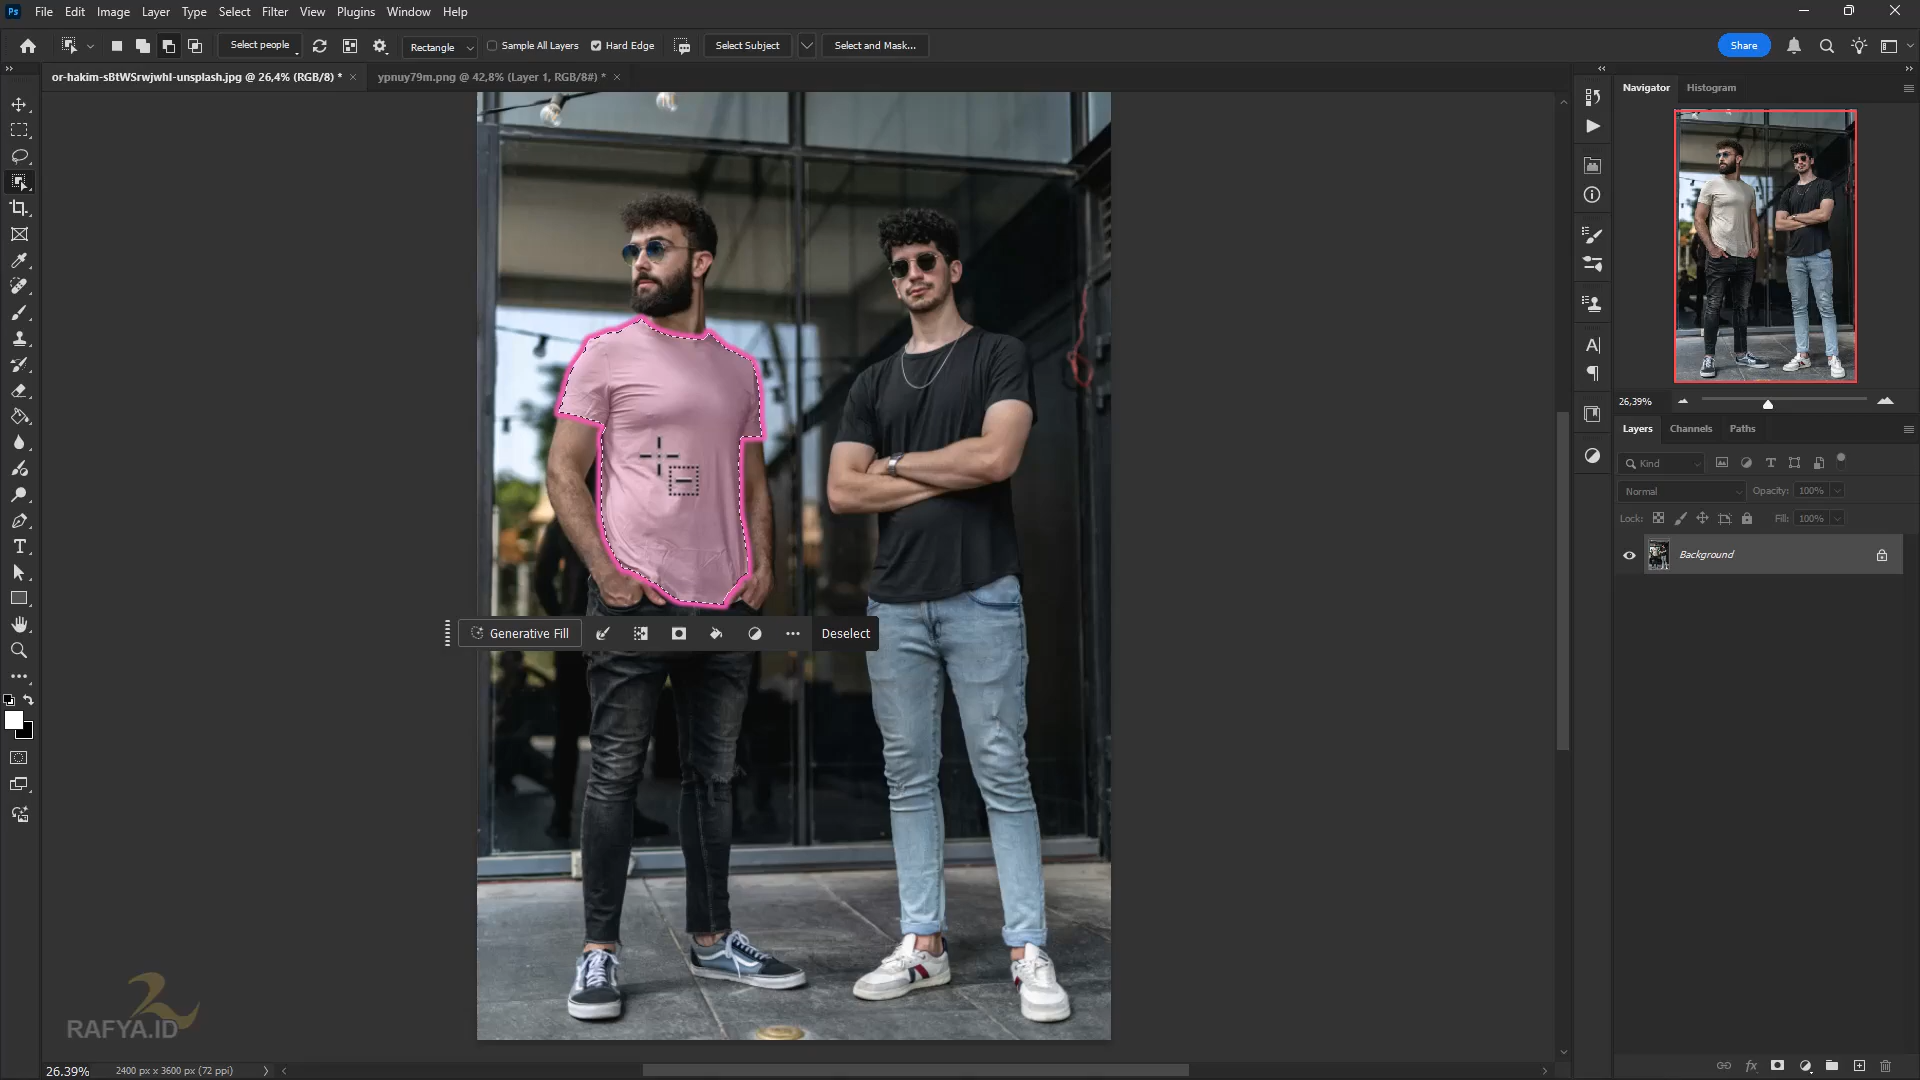 Ps File Edit Image Layer Type Select Filter View Plugins Window Help
Select people Rectangle Sample All Layers Hard Edge Select Subject Select and Mask... Share
or-hakim-sBtWSrwjwhI-unsplash.jpg @ 26,4% (RGB/8) * ypnuy79m.png @ 42,8% (Layer 1, RGB/8#) *
Navigator Histogram
26,39%
Layers Channels Paths
Kind
Normal Opacity: 100%
Lock: Fill: 100%
Background
Generative Fill Deselect
RAFYA.ID
26,39% 2400 px x 3600 px (72 ppi)